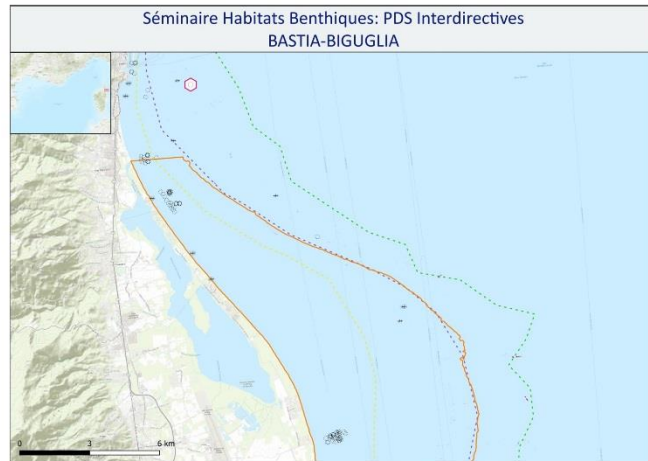 Séminaire Habitats Benthiques: PDS Interdirectives
BASTIA-BIGUGLIA
0 3 6 km